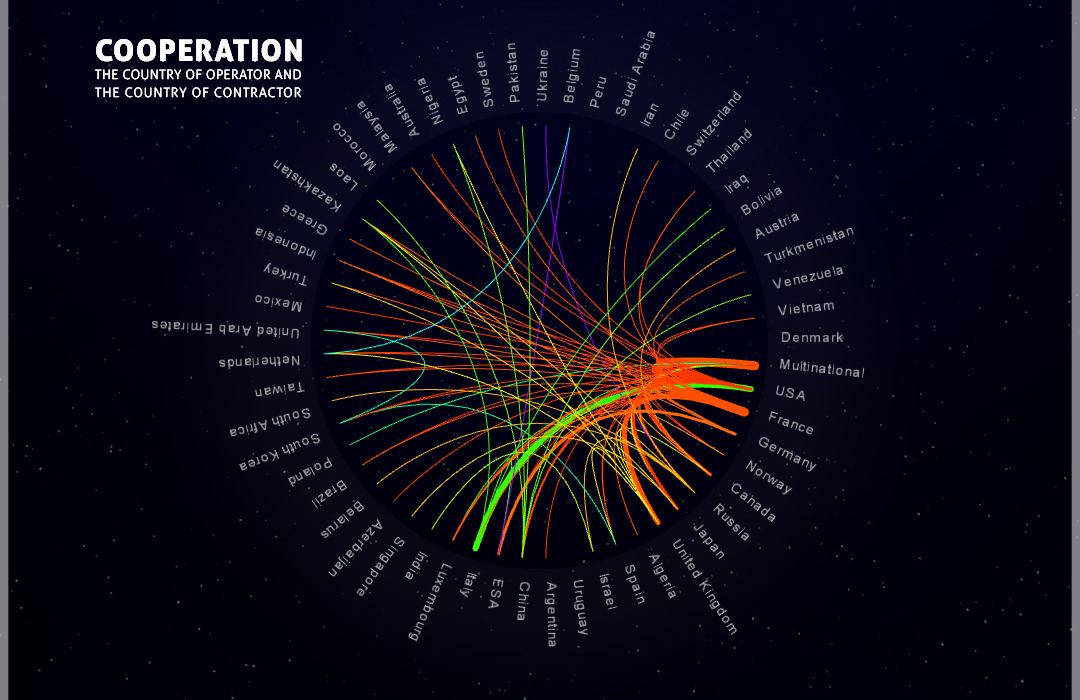 COOPERATION
THE COUNTRY OF OPERATOR AND
THE COUNTRY OF CONTRACTOR
Ukraine
Belgium
Peru
Saudi Arabia
Iran
Chile
Switzerland
Thailand
Iraq
Bolivia
Austria
Turkmenistan
Venezuela
Vietnam
Denmark
Multinational
USA
France
Germany
Norway
Canada
Russia
Japan
United Kingdom
Algeria
Spain
Israel
Uruguay
Argentina
China
ESA
Italy
Luxembourg
India
Singapore
Azerbaijan
Belarus
Brazil
Poland
South Korea
South Africa
Taiwan
Netherlands
United Arab Emirates
Mexico
Turkey
Indonesia
Greece
Kazakhstan
Laos
Morocco
Malaysia
Australia
Nigeria
Egypt
Sweden
Pakistan